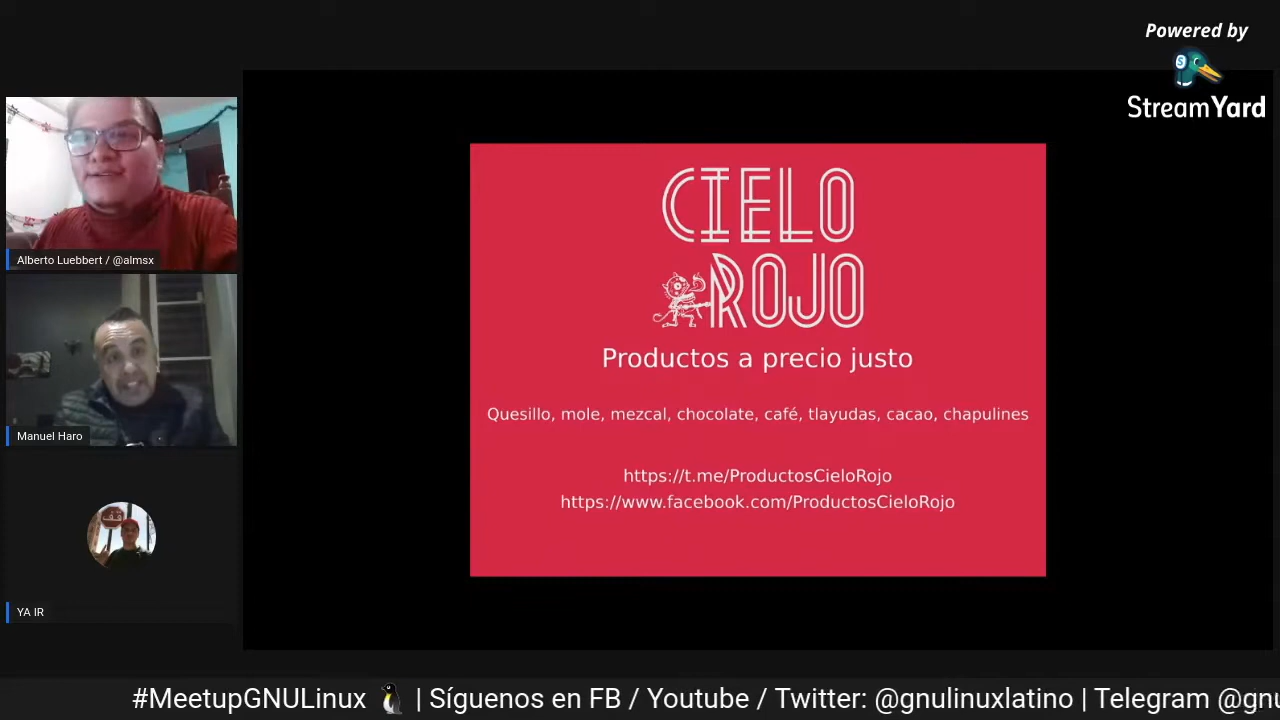 Powered by
StreamYard
Alberto Luebbert / @almsx
Manuel Haro
YA IR
CIELO
ROJO
Productos a precio justo
Quesillo, mole, mezcal, chocolate, café, tlayudas, cacao, chapulines
https://t.me/ProductosCieloRojo
https://www.facebook.com/ProductosCieloRojo
#MeetupGNULinux 🐧 | Síguenos en FB / Youtube / Twitter: @gnulinuxlatino | Telegram @gnu